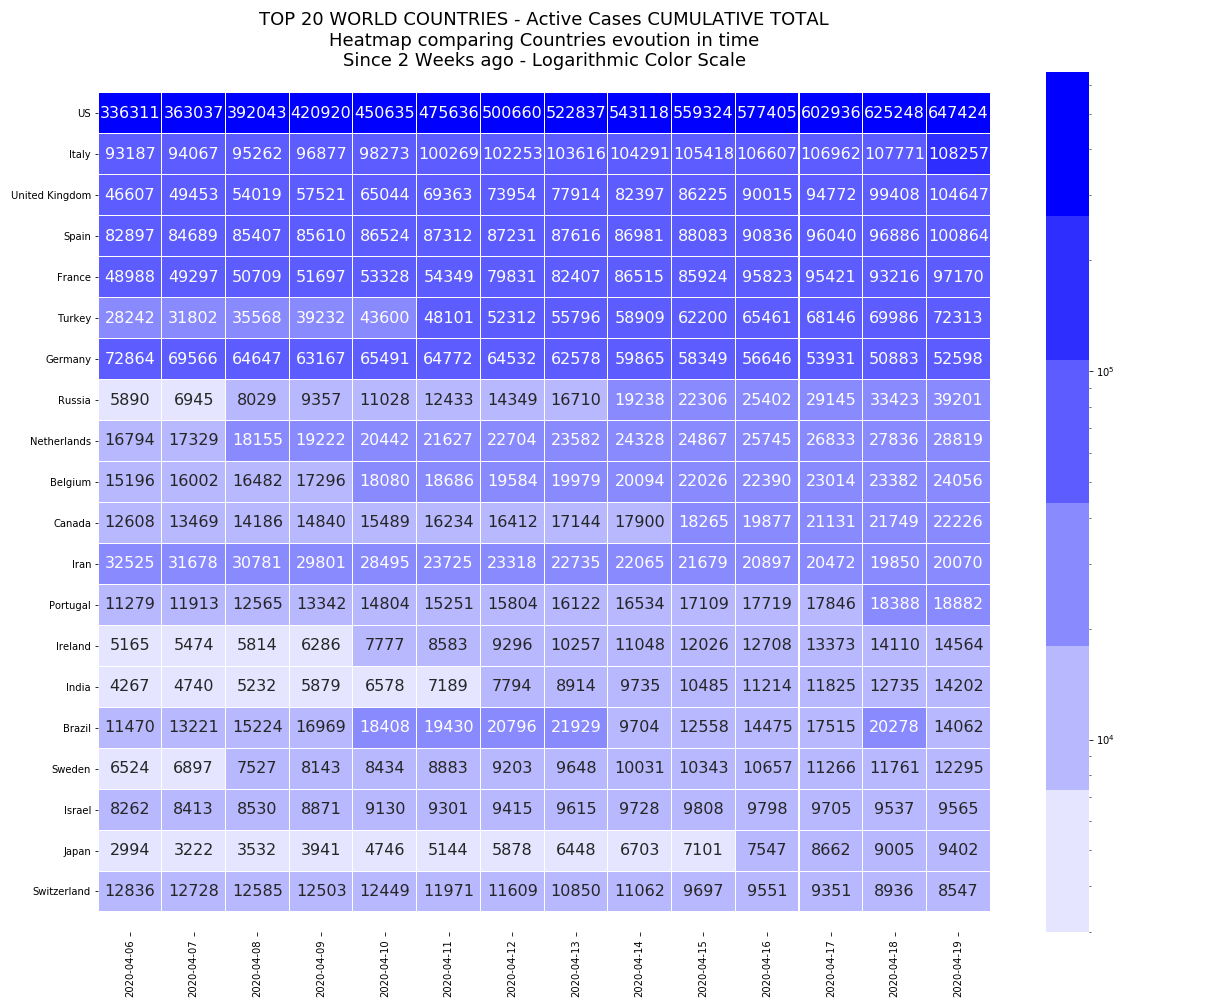 TOP 20 WORLD COUNTRIES - Active Cases CUMULATIVE TOTAL
Heatmap comparing Countries evoution in time
Since 2 Weeks ago - Logarithmic Color Scale
US 336311 363037 392043 420920 450635 475636 500660 522837 543118 559324 577405 602936 625248 647424
Italy 93187 94067 95262 96877 98273 100269 102253 103616 104291 105418 106607 106962 107771 108257
United Kingdom 46607 49453 54019 57521 65044 69363 73954 77914 82397 86225 90015 94772 99408 104647
Spain 82897 84689 85407 85610 86524 87312 87231 87616 86981 88083 90836 96040 96886 100864
France 48988 49297 50709 51697 53328 54349 79831 82407 86515 85924 95823 95421 93216 97170
Turkey 28242 31802 35568 39232 43600 48101 52312 55796 58909 62200 65461 68146 69986 72313
10⁵
Germany 72864 69566 64647 63167 65491 64772 64532 62578 59865 58349 56646 53931 50883 52598
Russia 5890 6945 8029 9357 11028 12433 14349 16710 19238 22306 25402 29145 33423 39201
Netherlands 16794 17329 18155 19222 20442 21627 22704 23582 24328 24867 25745 26833 27836 28819
Belgium 15196 16002 16482 17296 18080 18686 19584 19979 20094 22026 22390 23014 23382 24056
Canada 12608 13469 14186 14840 15489 16234 16412 17144 17900 18265 19877 21131 21749 22226
Iran 32525 31678 30781 29801 28495 23725 23318 22735 22065 21679 20897 20472 19850 20070
Portugal 11279 11913 12565 13342 14804 15251 15804 16122 16534 17109 17719 17846 18388 18882
Ireland 5165 5474 5814 6286 7777 8583 9296 10257 11048 12026 12708 13373 14110 14564
India 4267 4740 5232 5879 6578 7189 7794 8914 9735 10485 11214 11825 12735 14202
Brazil 11470 13221 15224 16969 18408 19430 20796 21929 9704 12558 14475 17515 20278 14062
10⁴
Sweden 6524 6897 7527 8143 8434 8883 9203 9648 10031 10343 10657 11266 11761 12295
Israel 8262 8413 8530 8871 9130 9301 9415 9615 9728 9808 9798 9705 9537 9565
Japan 2994 3222 3532 3941 4746 5144 5878 6448 6703 7101 7547 8662 9005 9402
Switzerland 12836 12728 12585 12503 12449 11971 11609 10850 11062 9697 9551 9351 8936 8547
2020-04-06 2020-04-07 2020-04-08 2020-04-09 2020-04-10 2020-04-11 2020-04-12 2020-04-13 2020-04-14 2020-04-15 2020-04-16 2020-04-17 2020-04-18 2020-04-19